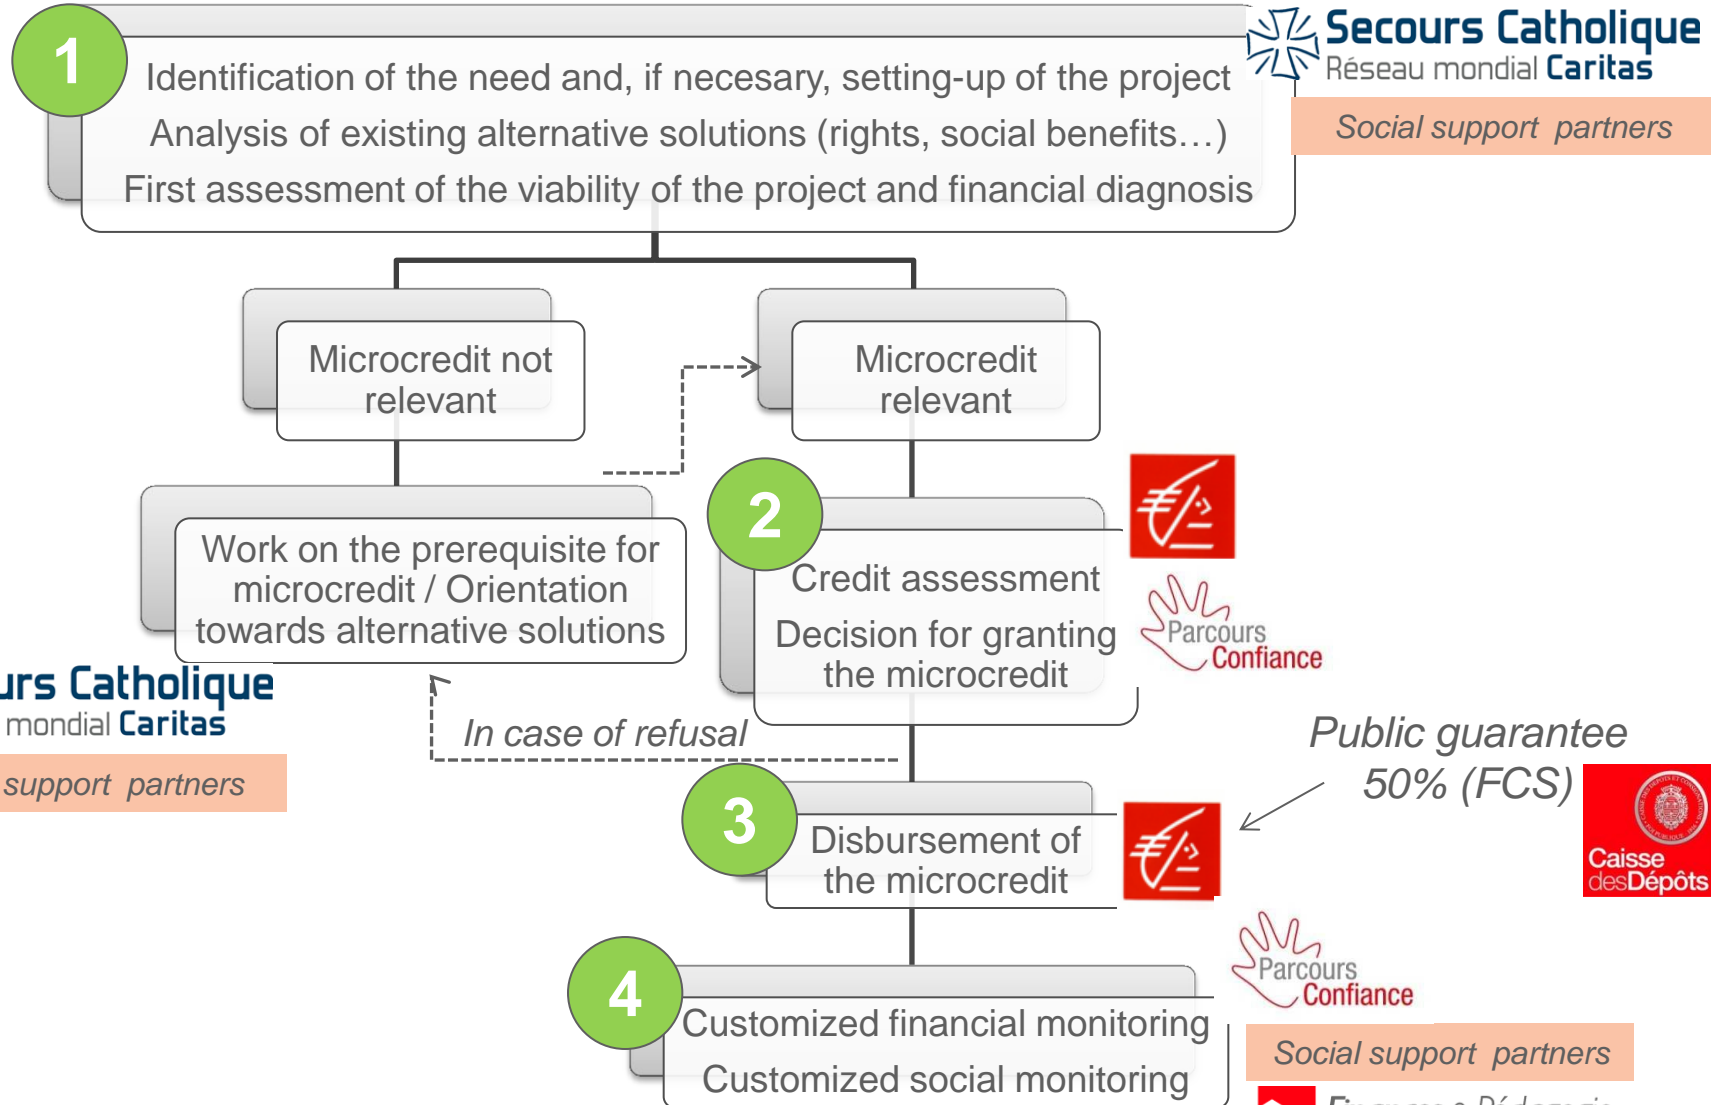 1
Secours Catholique
Réseau mondial Caritas
Social support partners
Identification of the need and, if necesary, setting-up of the project
Analysis of existing alternative solutions (rights, social benefits…)
First assessment of the viability of the project and financial diagnosis
Microcredit not
relevant
Microcredit
relevant
Work on the prerequisite for
microcredit / Orientation
towards alternative solutions
2
Credit assessment
Decision for granting
the microcredit
Parcours
Confiance
urs Catholique
mondial Caritas
support partners
In case of refusal
Public guarantee
50% (FCS)
Caisse
desDépôts
3
Disbursement of
the microcredit
Parcours
Confiance
4
Customized financial monitoring
Customized social monitoring
Social support partners